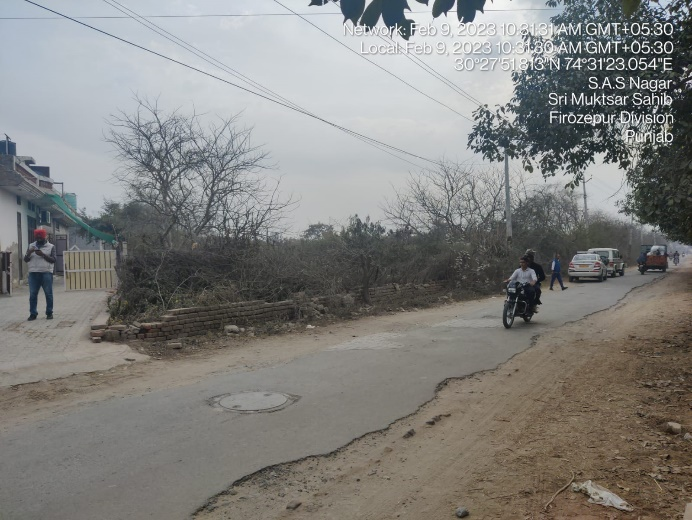 Network: Feb 9, 2023 10:31:31 AM GMT+05:30
Local: Feb 9, 2023 10:31:30 AM GMT+05:30
30°27'51.813"N 74°31'23.054"E
S.A.S Nagar
Sri Muktsar Sahib
Firozepur Division
Punjab